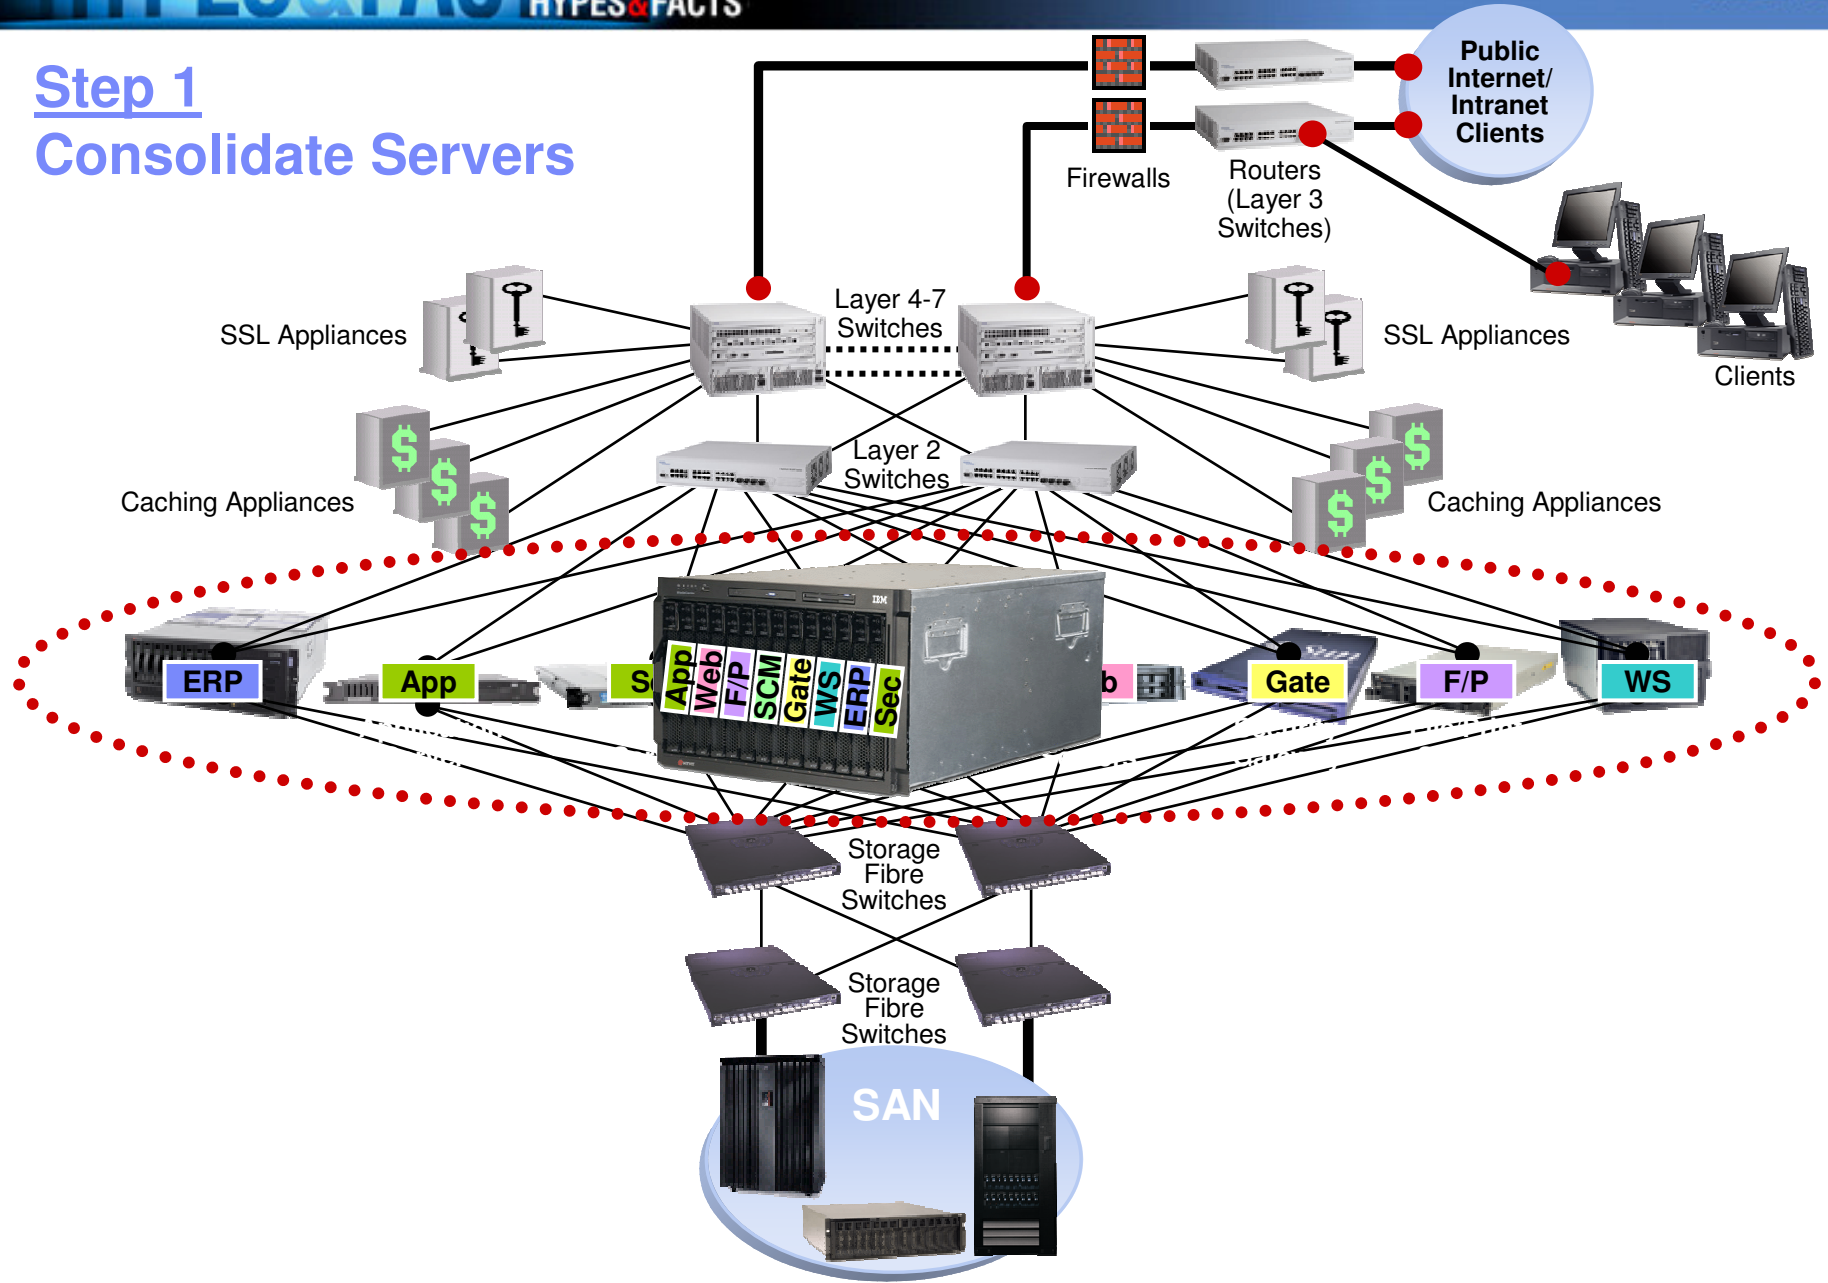 HYPES&FACTS
Step 1
Consolidate Servers
Public
Internet/
Intranet
Clients
Firewalls
Routers
(Layer 3
Switches)
Layer 4-7
Switches
SSL Appliances
SSL Appliances
Clients
Layer 2
Switches
Caching Appliances
Caching Appliances
IBM
ERP
App
App
Web
F/P
SCM
Gate
WS
ERP
Sec
b
Gate
F/P
WS
Storage
Fibre
Switches
Storage
Fibre
Switches
SAN